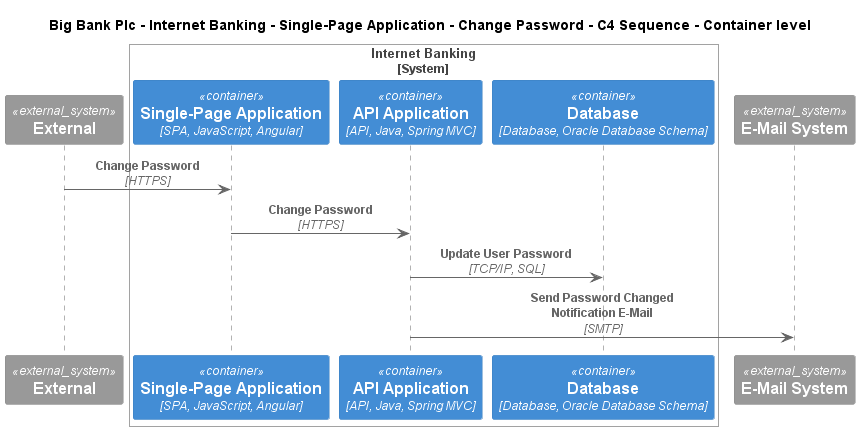 Big Bank Plc - Internet Banking - Single-Page Application - Change Password - C4 Sequence - Container level
Internet Banking
[System]
«external_system»
External
«container»
Single-Page Application
[SPA, JavaScript, Angular]
«container»
API Application
[API, Java, Spring MVC]
«container»
Database
[Database, Oracle Database Schema]
«external_system»
E-Mail System
Change Password
[HTTPS]
Change Password
[HTTPS]
Update User Password
[TCP/IP, SQL]
Send Password Changed
Notification E-Mail
[SMTP]
«external_system»
External
«container»
Single-Page Application
[SPA, JavaScript, Angular]
«container»
API Application
[API, Java, Spring MVC]
«container»
Database
[Database, Oracle Database Schema]
«external_system»
E-Mail System